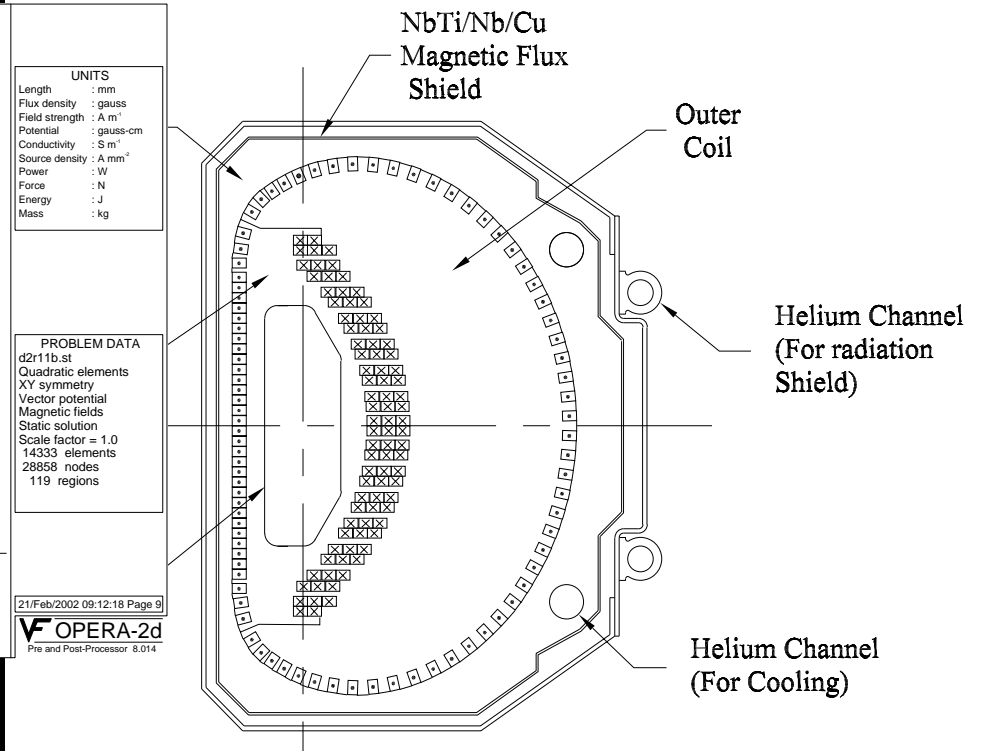 NbTi/Nb/Cu
Magnetic Flux
Shield
Outer
Coil
UNITS
Length : mm
Flux density : gauss
Field strength : A m⁻¹
Potential : gauss-cm
Conductivity : S m⁻¹
Source density : A mm⁻²
Power : W
Force : N
Energy : J
Mass : kg
PROBLEM DATA
d2r11b.st
Quadratic elements
XY symmetry
Vector potential
Magnetic fields
Static solution
Scale factor = 1.0
14333 elements
28858 nodes
119 regions
21/Feb/2002 09:12:18 Page 9
VF OPERA-2d
Pre and Post-Processor 8.014
Helium Channel
(For radiation
Shield)
Helium Channel
(For Cooling)